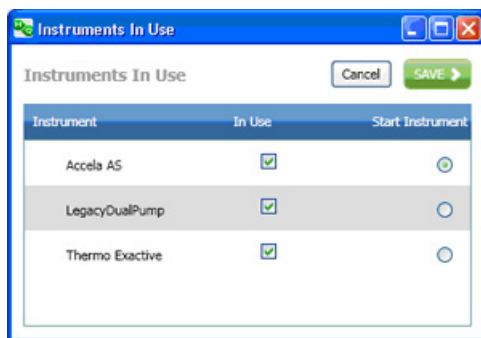 Instruments In Use
Instruments In Use Cancel SAVE
Instrument In Use Start Instrument
Accela AS
LegacyDualPump
Thermo Exactive